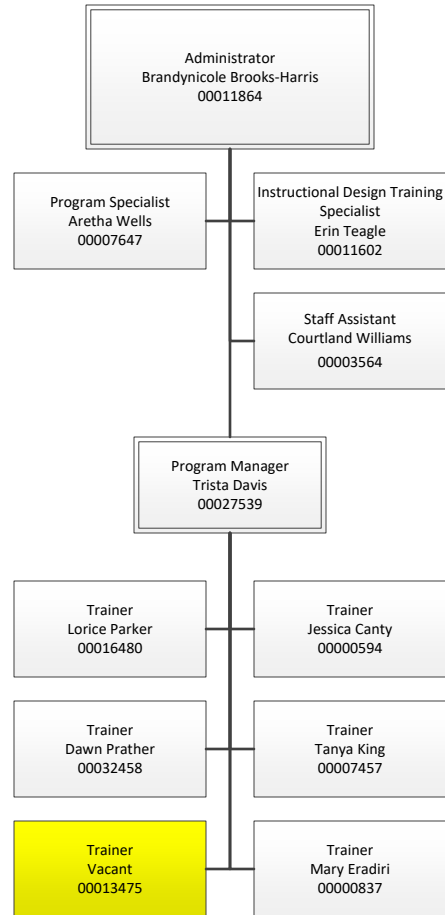 Administrator
Brandynicole Brooks-Harris
00011864
Program Specialist
Aretha Wells
00007647
Instructional Design Training
Specialist
Erin Teagle
00011602
Staff Assistant
Courtland Williams
00003564
Program Manager
Trista Davis
00027539
Trainer
Lorice Parker
00016480
Trainer
Jessica Canty
00000594
Trainer
Dawn Prather
00032458
Trainer
Tanya King
00007457
Trainer
Vacant
00013475
Trainer
Mary Eradiri
00000837